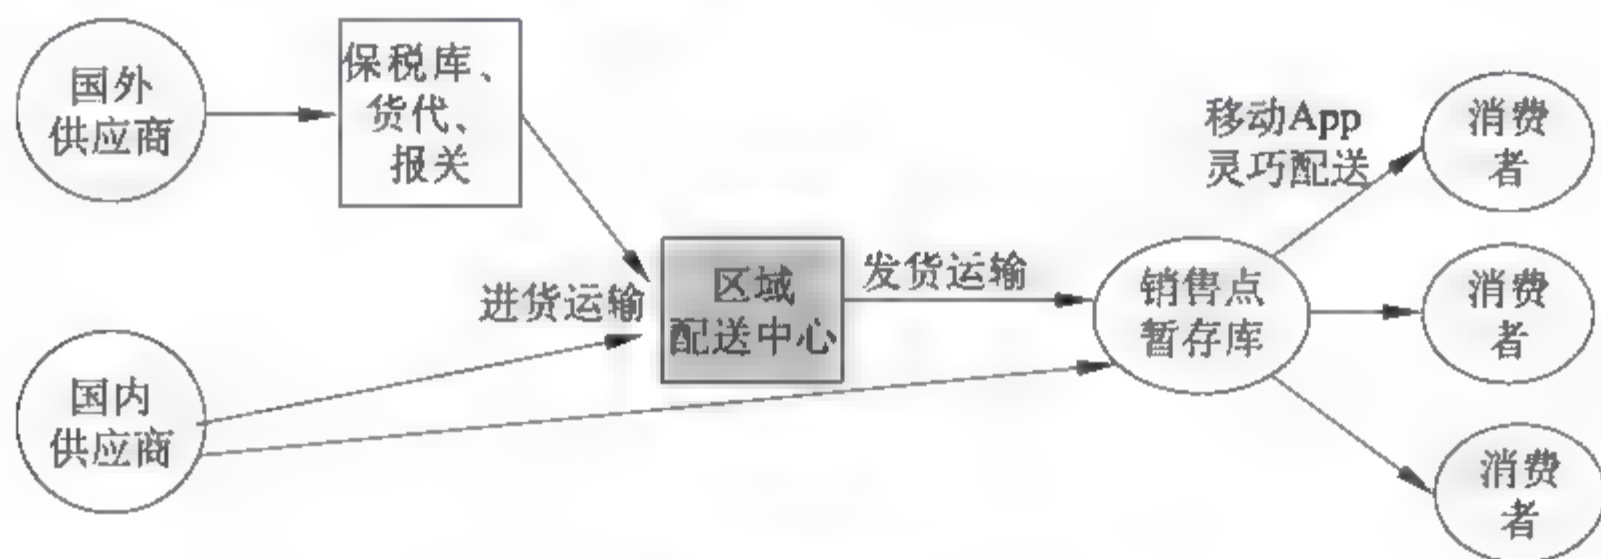 国外
供应商
保税库、
货代、
报关
移动App
灵巧配送
消费
者
进货运输
区域
配送中心
发货运输
销售点
暂存库
消费
者
国内
供应商
消费
者